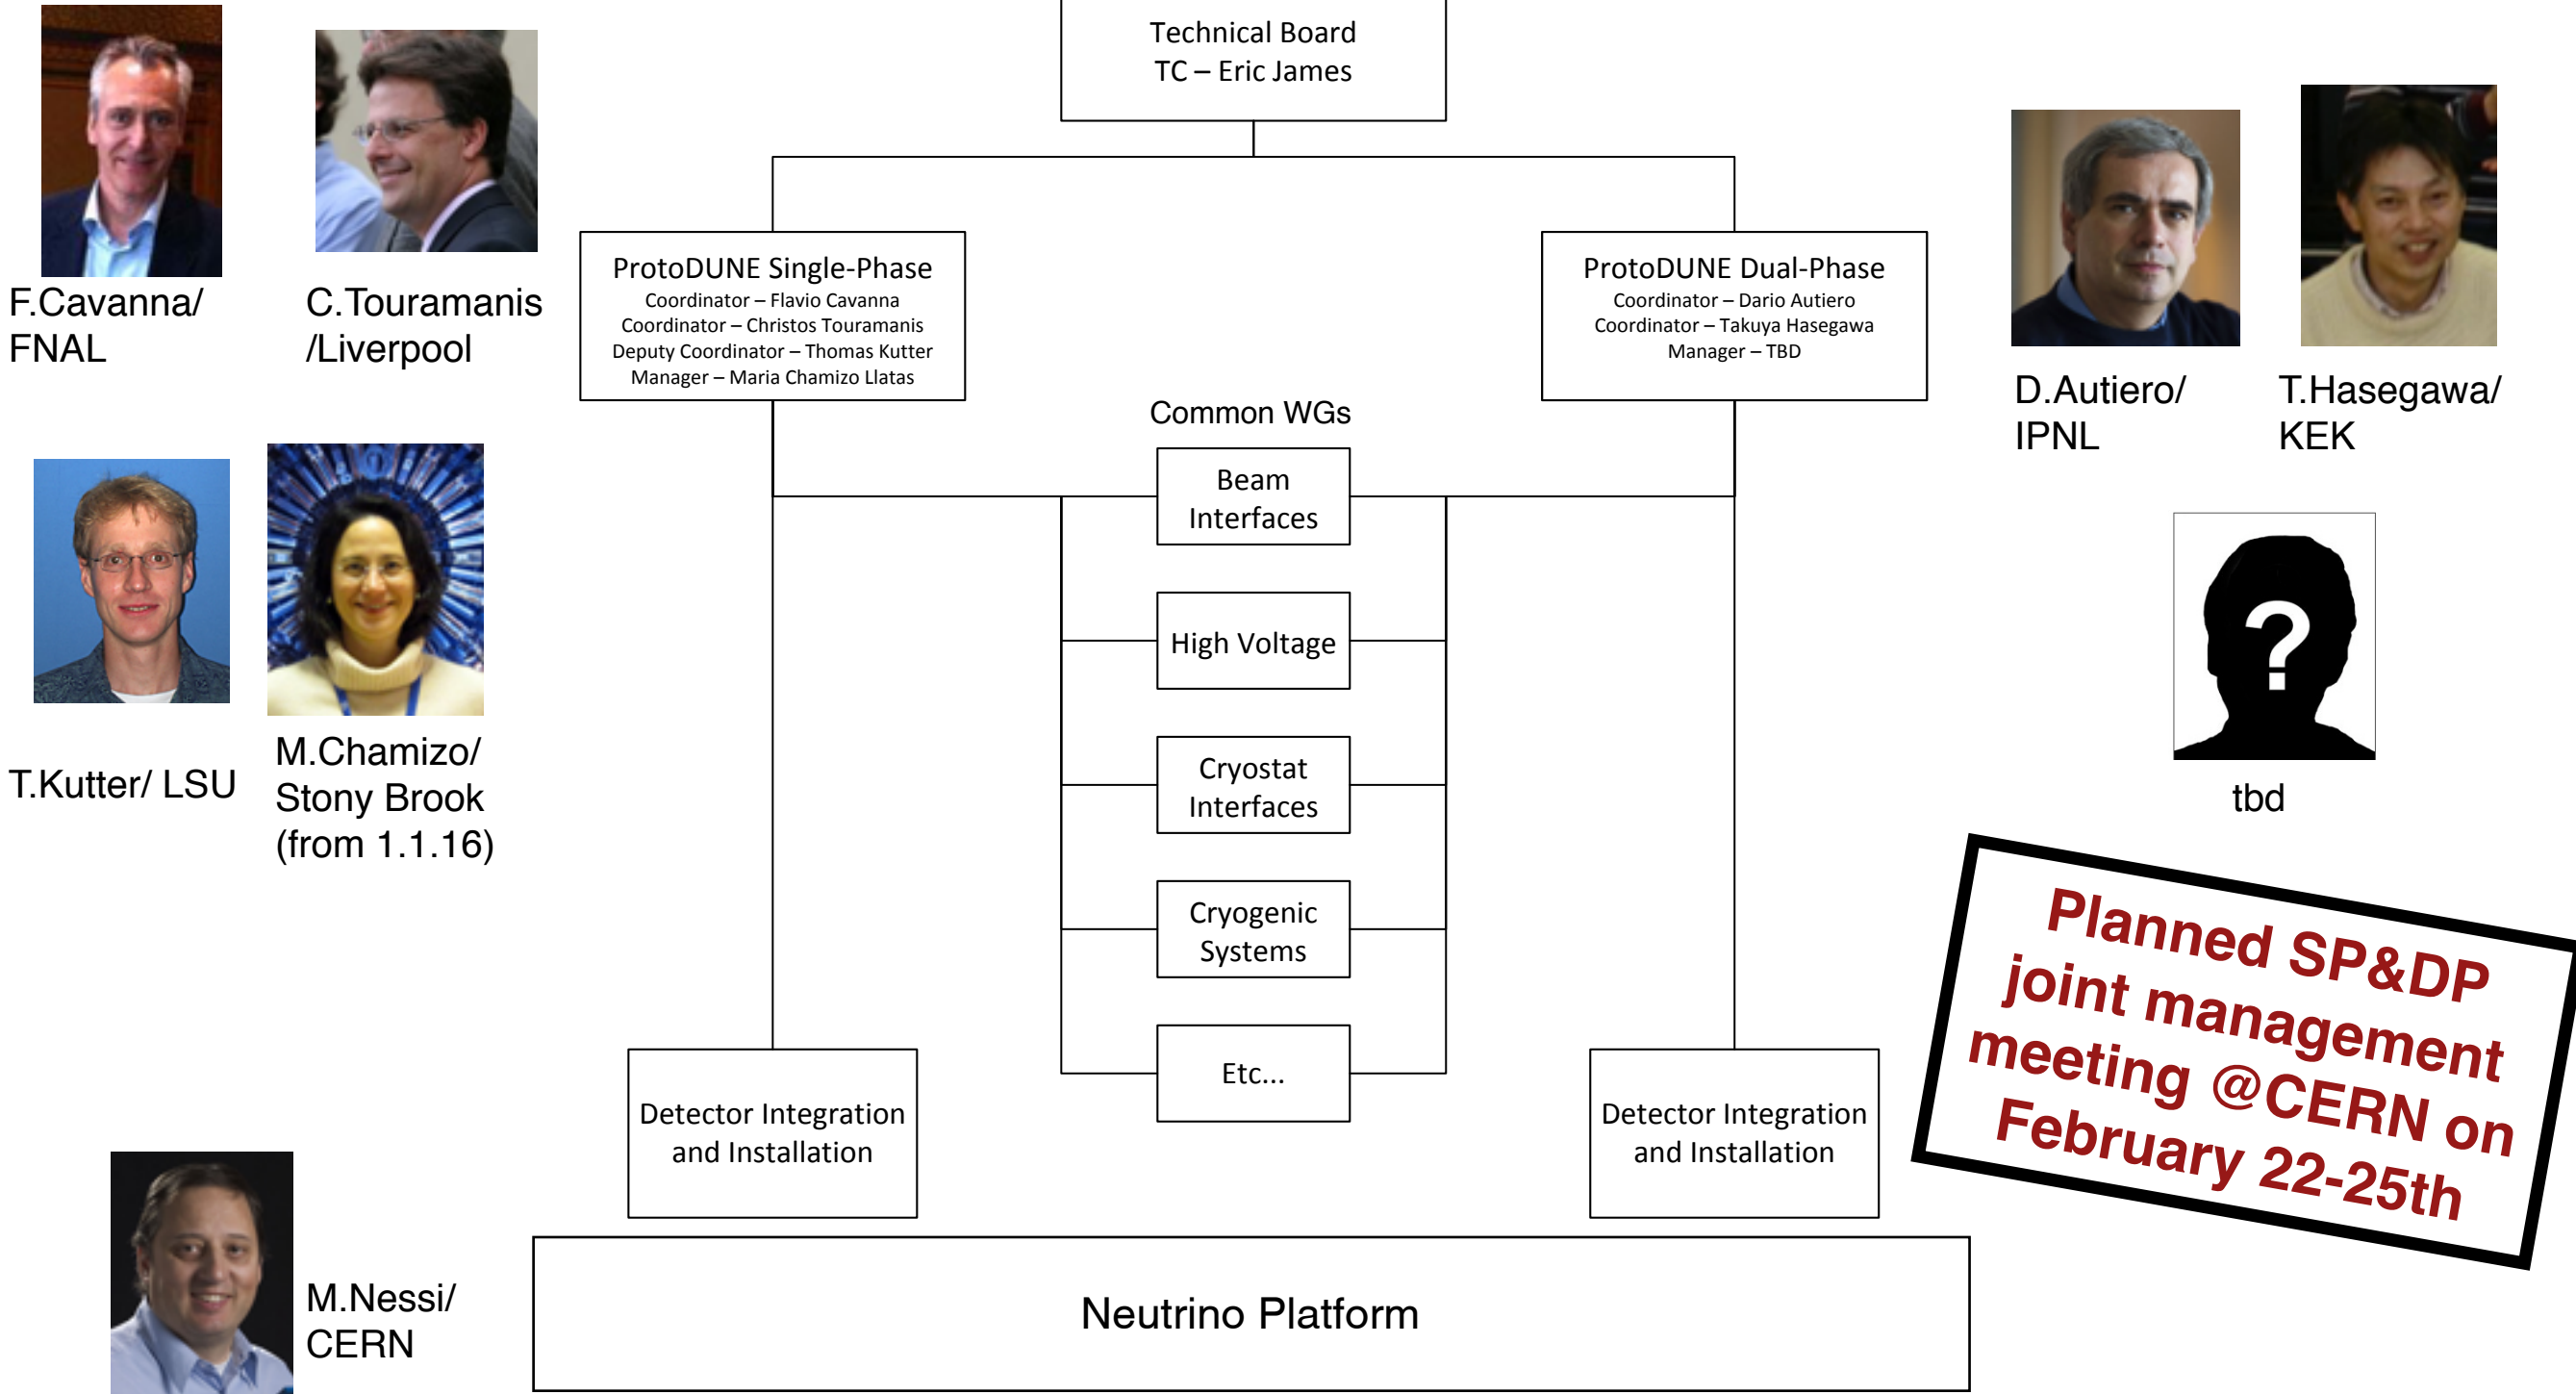 Technical Board
TC – Eric James
F.Cavanna/
FNAL
C.Touramanis
/Liverpool
ProtoDUNE Single-Phase
Coordinator – Flavio Cavanna
Coordinator – Christos Touramanis
Deputy Coordinator – Thomas Kutter
Manager – Maria Chamizo Llatas
ProtoDUNE Dual-Phase
Coordinator – Dario Autiero
Coordinator – Takuya Hasegawa
Manager – TBD
D.Autiero/
IPNL
T.Hasegawa/
KEK
T.Kutter/ LSU
M.Chamizo/
Stony Brook
(from 1.1.16)
Common WGs
Beam
Interfaces
High Voltage
Cryostat
Interfaces
Cryogenic
Systems
Etc...
?
tbd
Detector Integration
and Installation
Detector Integration
and Installation
Planned SP&DP
joint management
meeting @CERN on
February 22-25th
M.Nessi/
CERN
Neutrino Platform